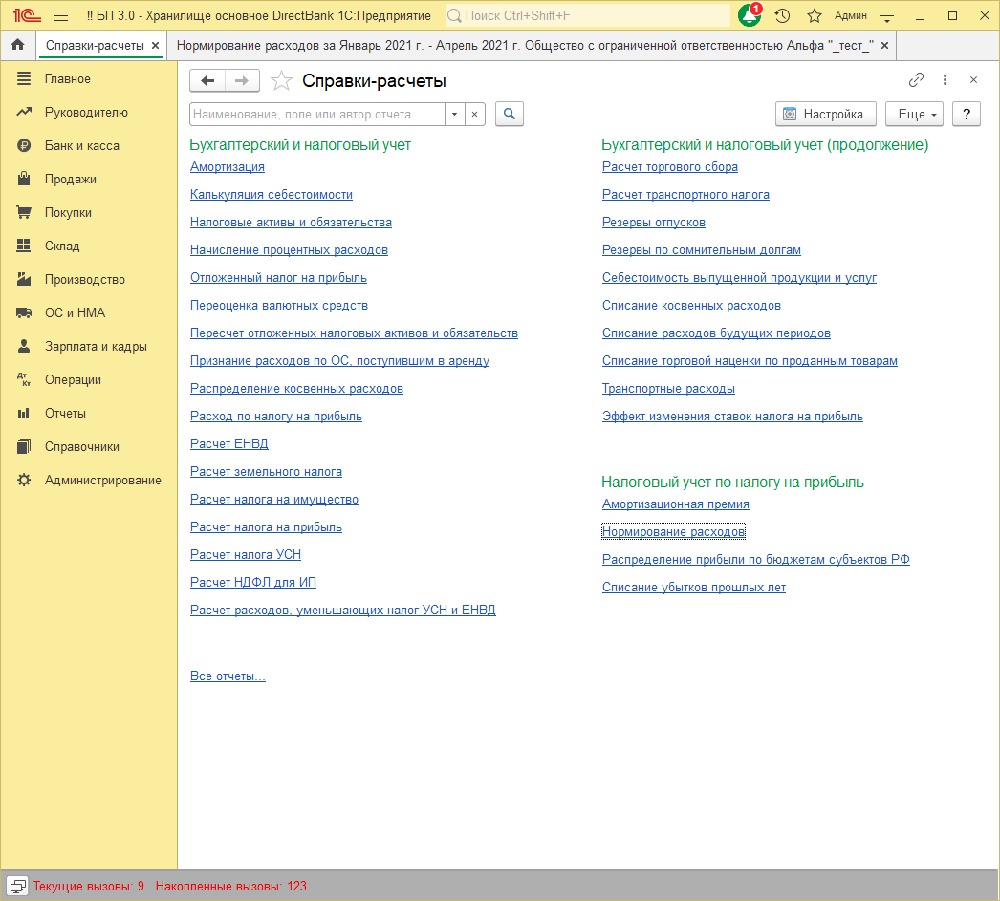 1С !! БП 3.0 - Хранилище основное DirectBank 1С:Предприятие Поиск Ctrl+Shift+F 1 Админ
Справки-расчеты × Нормирование расходов за Январь 2021 г. - Апрель 2021 г. Общество с ограниченной ответственностью Альфа "_тест_" ×
Главное
Руководителю
Банк и касса
Продажи
Покупки
Склад
Производство
ОС и НМА
Зарплата и кадры
Дт Кт Операции
Отчеты
Справочники
Администрирование
Справки-расчеты
Наименование, поле или автор отчета
Настройка Еще ?
Бухгалтерский и налоговый учет
Амортизация
Калькуляция себестоимости
Налоговые активы и обязательства
Начисление процентных расходов
Отложенный налог на прибыль
Переоценка валютных средств
Пересчет отложенных налоговых активов и обязательств
Признание расходов по ОС, поступившим в аренду
Распределение косвенных расходов
Расход по налогу на прибыль
Расчет ЕНВД
Расчет земельного налога
Расчет налога на имущество
Расчет налога на прибыль
Расчет налога УСН
Расчет НДФЛ для ИП
Расчет расходов, уменьшающих налог УСН и ЕНВД
Все отчеты...
Бухгалтерский и налоговый учет (продолжение)
Расчет торгового сбора
Расчет транспортного налога
Резервы отпусков
Резервы по сомнительным долгам
Себестоимость выпущенной продукции и услуг
Списание косвенных расходов
Списание расходов будущих периодов
Списание торговой наценки по проданным товарам
Транспортные расходы
Эффект изменения ставок налога на прибыль
Налоговый учет по налогу на прибыль
Амортизационная премия
Нормирование расходов
Распределение прибыли по бюджетам субъектов РФ
Списание убытков прошлых лет
Текущие вызовы: 9 Накопленные вызовы: 123